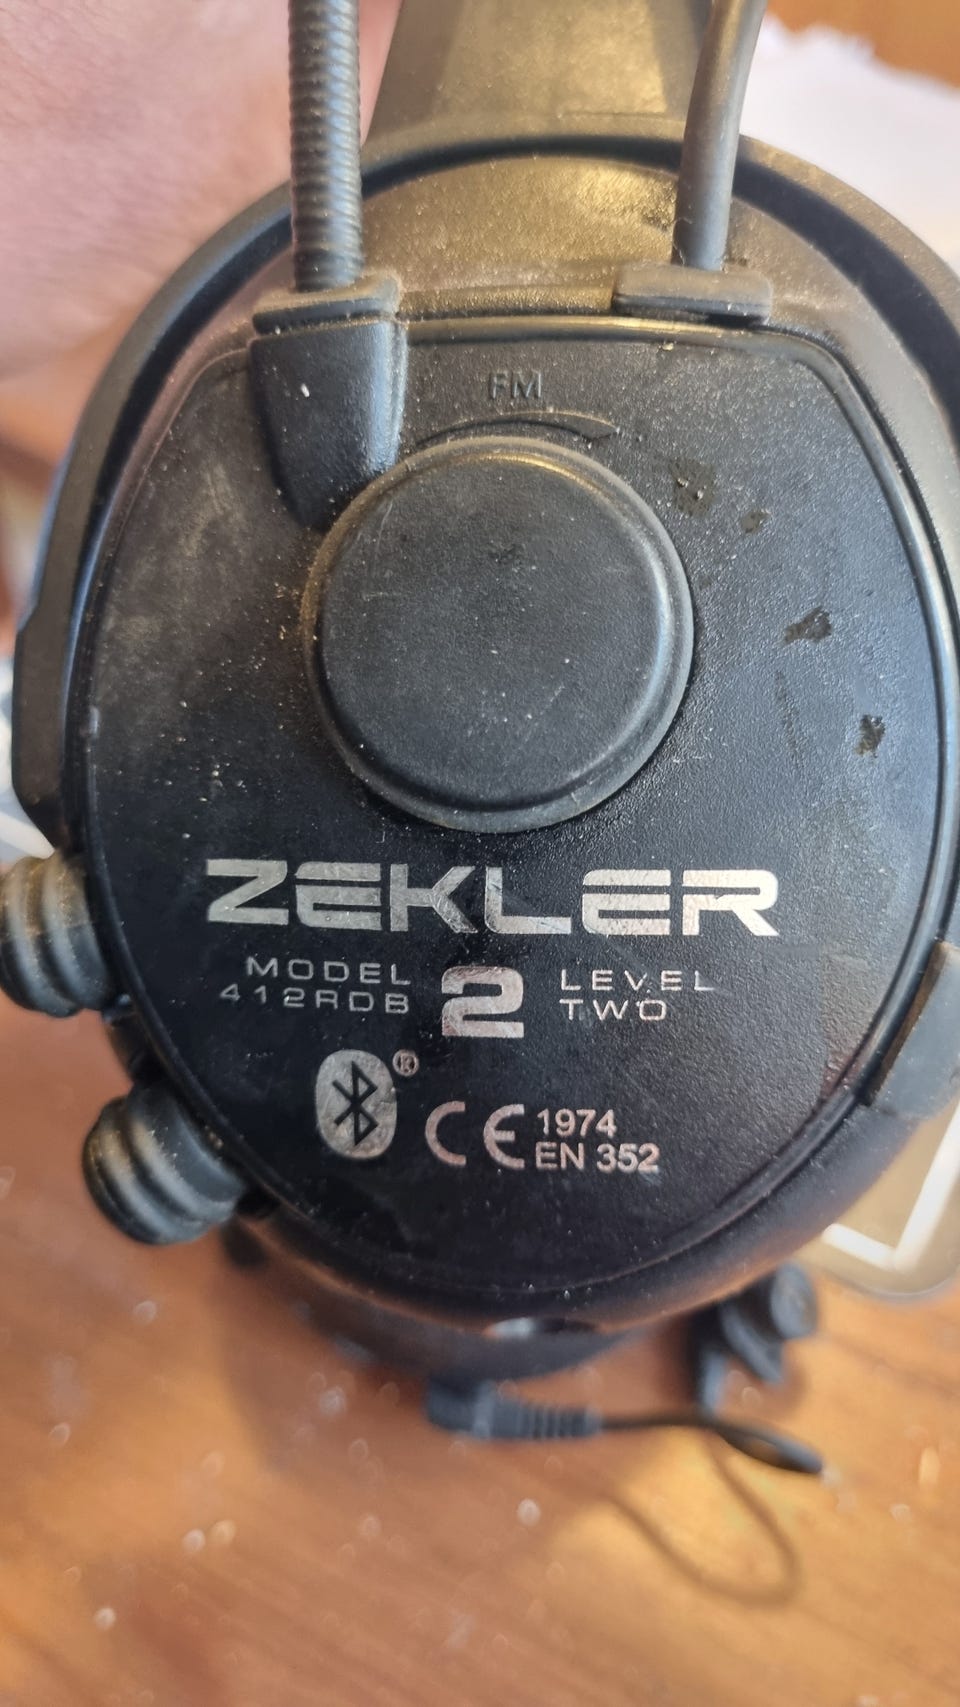 FM
ZEKLER
MODEL
412RDB
2
LEVEL
TWO
®
CE 1974
EN 352